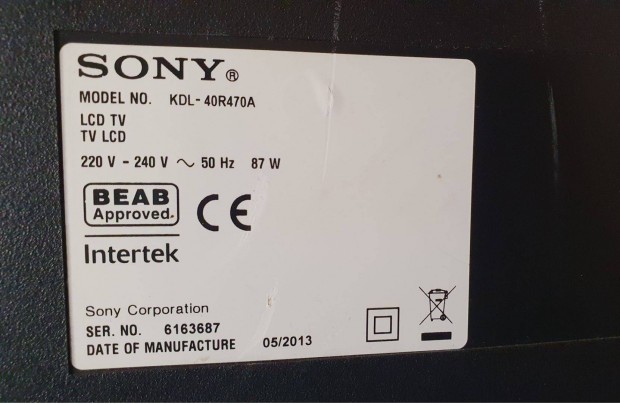 SONY®
MODEL NO. KDL-40R470A
LCD TV
TV LCD
220 V - 240 V ～ 50 Hz 87 W
BEAB
Approved
CE
Intertek
Sony Corporation
SER. NO. 6163687
DATE OF MANUFACTURE 05/2013